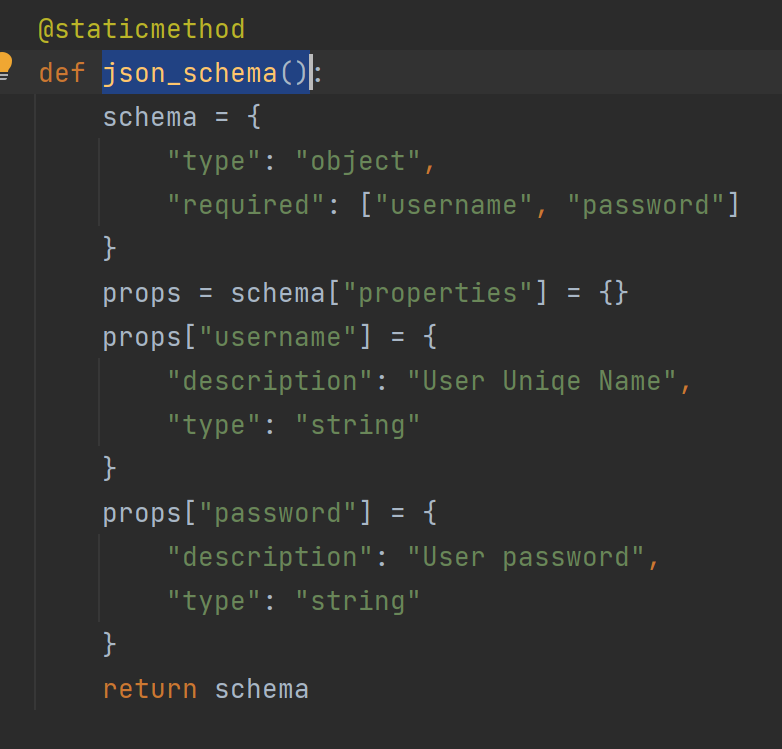 @staticmethod
def json_schema():
schema = {
"type": "object",
"required": ["username", "password"]
}
props = schema["properties"] = {}
props["username"] = {
"description": "User Uniqe Name",
"type": "string"
}
props["password"] = {
"description": "User password",
"type": "string"
}
return schema